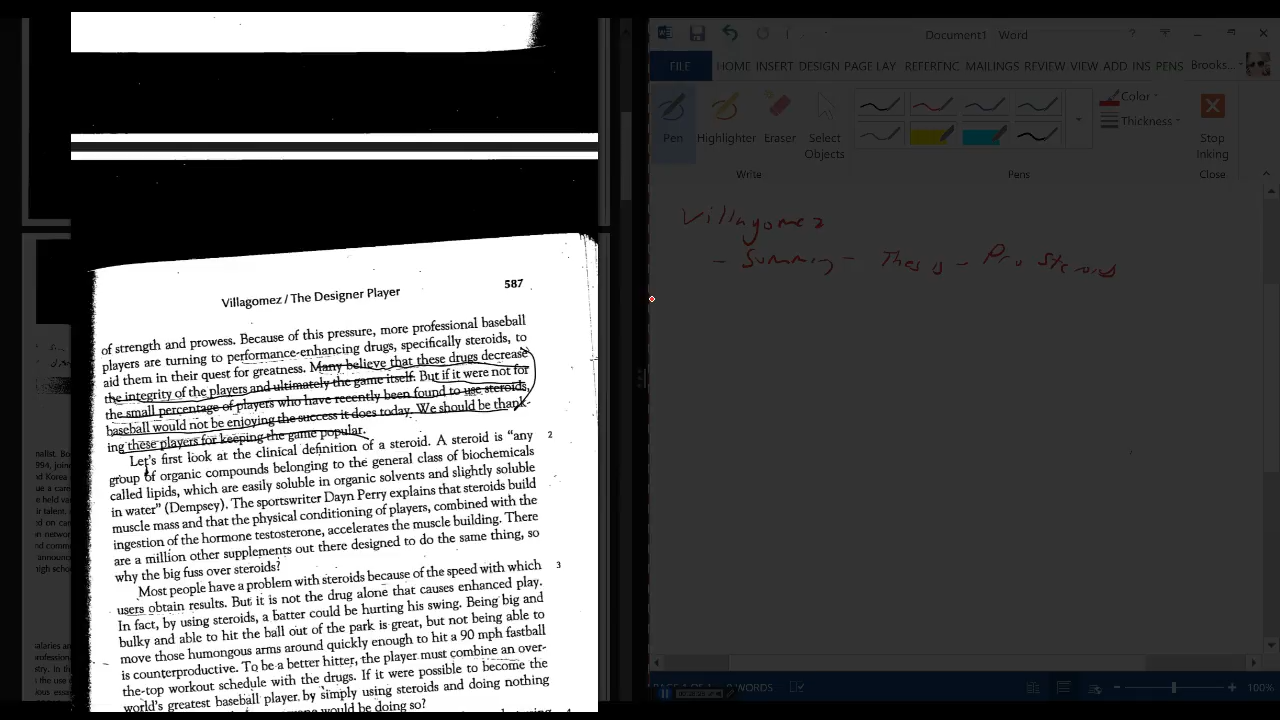 Document1 - Word
FILE HOME INSERT DESIGN PAGE LAY REFERENC MAILINGS REVIEW VIEW ADD INS PENS Brooks...
Pen Highlighter Eraser Select Objects Color Thickness Stop Inking
Write Pens Close
Villagomez
- Summary - Thesis - Pro Steroids
587
Villagomez / The Designer Player
of strength and prowess. Because of this pressure, more professional baseball
players are turning to performance-enhancing drugs, specifically steroids, to
aid them in their quest for greatness. Many believe that these drugs decrease
the integrity of the players and ultimately the game itself. But if it were not for
the small percentage of players who have recently been found to use steroids,
baseball would not be enjoying the success it does today. We should be thank-
ing these players for keeping the game popular.
Let's first look at the clinical definition of a steroid. A steroid is "any 2
group of organic compounds belonging to the general class of biochemicals
called lipids, which are easily soluble in organic solvents and slightly soluble
in water" (Dempsey). The sportswriter Dayn Perry explains that steroids build
muscle mass and that the physical conditioning of players, combined with the
ingestion of the hormone testosterone, accelerates the muscle building. There
are a million other supplements out there designed to do the same thing, so
why the big fuss over steroids?
Most people have a problem with steroids because of the speed with which 3
users obtain results. But it is not the drug alone that causes enhanced play.
In fact, by using steroids, a batter could be hurting his swing. Being big and
bulky and able to hit the ball out of the park is great, but not being able to
move those humongous arms around quickly enough to hit a 90 mph fastball
is counterproductive. To be a better hitter, the player must combine an over-
the-top workout schedule with the drugs. If it were possible to become the
world's greatest baseball player by simply using steroids and doing nothing
would be doing so?
WORDS
100%